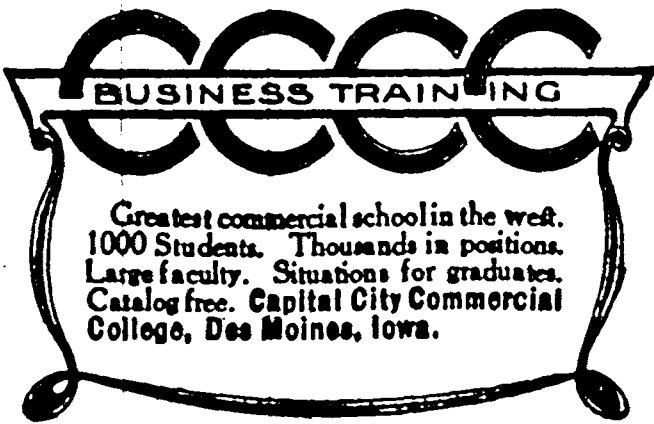 CCCC
BUSINESS TRAINING
Greatest commercial school in the west.
1000 Students. Thousands in positions.
Large faculty. Situations for graduates.
Catalog free. Capital City Commercial
College, Des Moines, Iowa.